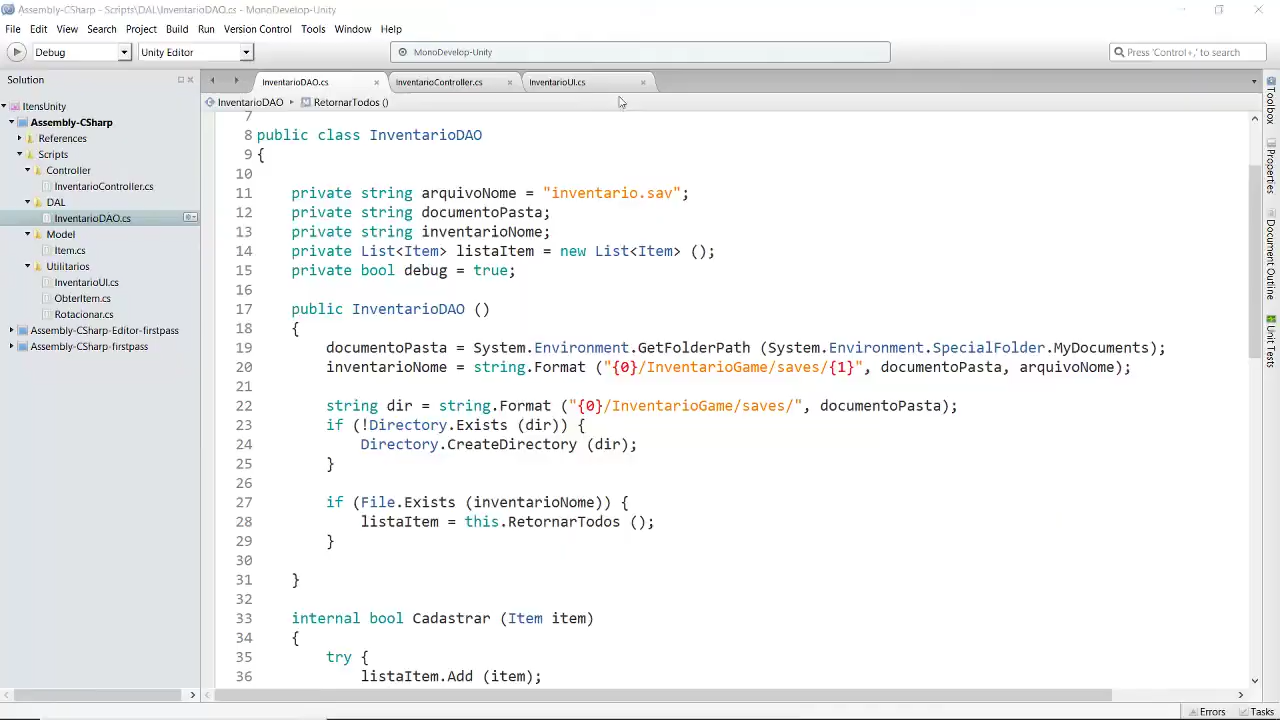 Assembly-CSharp - Scripts\DAL\InventarioDAO.cs - MonoDevelop-Unity
File Edit View Search Project Build Run Version Control Tools Window Help
Debug Unity Editor MonoDevelop-Unity Press 'Control+,' to search
Solution
InventarioDAO.cs InventarioController.cs InventarioUI.cs
InventarioDAO RetornarTodos ()
ItensUnity
Assembly-CSharp
References
Scripts
Controller
InventarioController.cs
DAL
InventarioDAO.cs
Model
Item.cs
Utilitarios
InventarioUI.cs
ObterItem.cs
Rotacionar.cs
Assembly-CSharp-Editor-firstpass
Assembly-CSharp-firstpass
7
8 public class InventarioDAO
9 {
10
11 private string arquivoNome = "inventario.sav";
12 private string documentoPasta;
13 private string inventarioNome;
14 private List<Item> listaItem = new List<Item> ();
15 private bool debug = true;
16
17 public InventarioDAO ()
18 {
19 documentoPasta = System.Environment.GetFolderPath (System.Environment.SpecialFolder.MyDocuments);
20 inventarioNome = string.Format ("{0}/InventarioGame/saves/{1}", documentoPasta, arquivoNome);
21
22 string dir = string.Format ("{0}/InventarioGame/saves/", documentoPasta);
23 if (!Directory.Exists (dir)) {
24 Directory.CreateDirectory (dir);
25 }
26
27 if (File.Exists (inventarioNome)) {
28 listaItem = this.RetornarTodos ();
29 }
30
31 }
32
33 internal bool Cadastrar (Item item)
34 {
35 try {
36 listaItem.Add (item);
Toolbox
Properties
Document Outline
Unit Tests
Errors Tasks